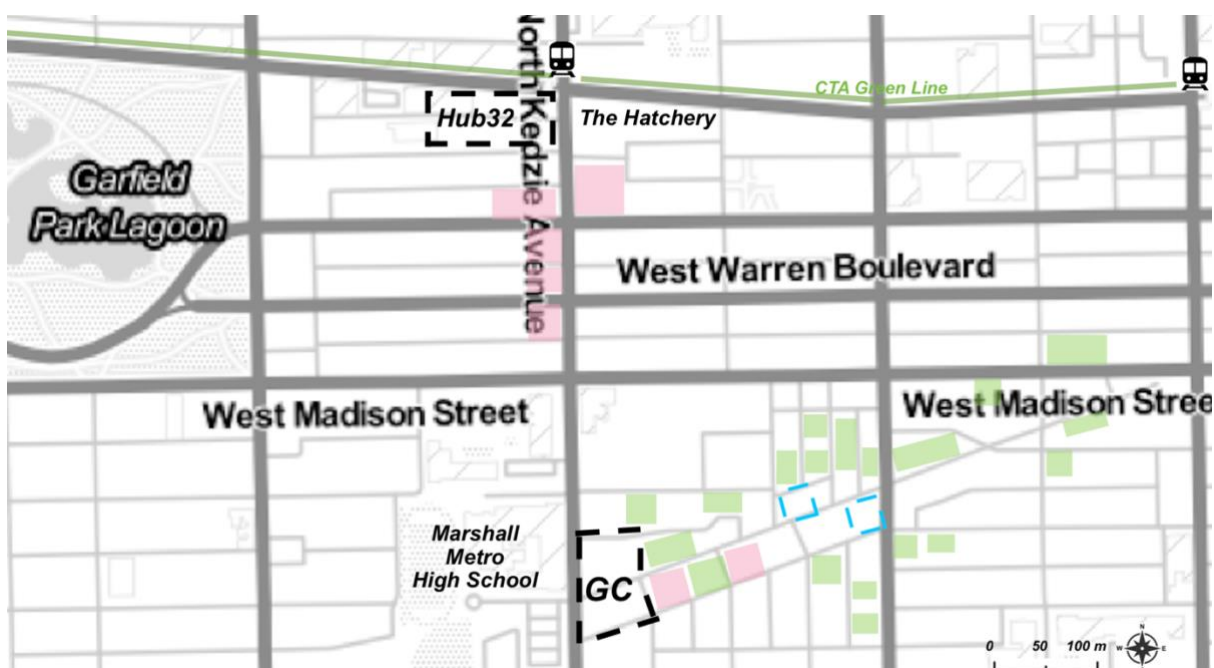 North Kedzie Avenue
CTA Green Line
Hub32
The Hatchery
Garfield
Park Lagoon
West Warren Boulevard
West Madison Street
West Madison Stree
Marshall
Metro
High School
GC
0 50 100 m
N
W E
S